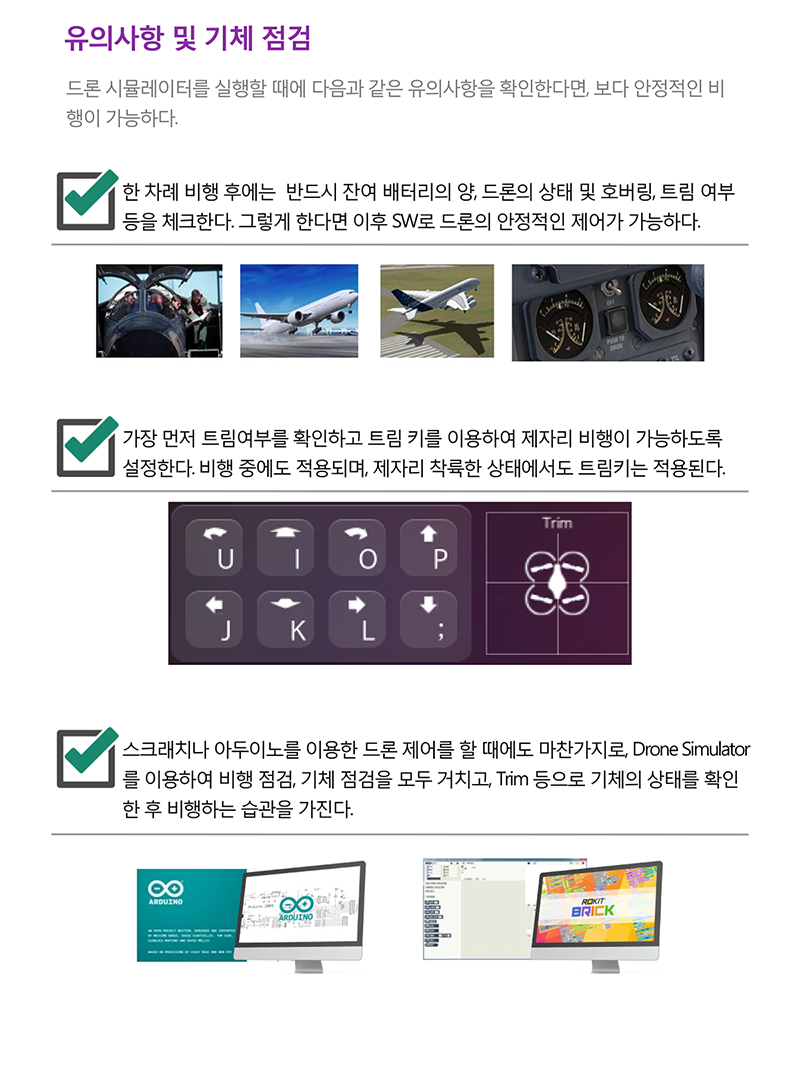 유의사항 및 기체 점검
드론 시뮬레이터를 실행할 때에 다음과 같은 유의사항을 확인한다면, 보다 안정적인 비
행이 가능하다.
한 차례 비행 후에는 반드시 잔여 배터리의 양, 드론의 상태 및 호버링, 트림 여부
등을 체크한다. 그렇게 한다면 이후 SW로 드론의 안정적인 제어가 가능하다.
OFF
PUSH TO
가장 먼저 트림여부를 확인하고 트림 키를 이용하여 제자리 비행이 가능하도록
설정한다. 비행 중에도 적용되며, 제자리 착륙한 상태에서도 트림키는 적용된다.
U I O P
J K L ;
Trim
스크래치나 아두이노를 이용한 드론 제어를 할 때에도 마찬가지로, Drone Simulator
를 이용하여 비행 점검, 기체 점검을 모두 거치고, Trim 등으로 기체의 상태를 확인
한 후 비행하는 습관을 가진다.
ARDUINO
ARDUINO
ROKIT
BRICK